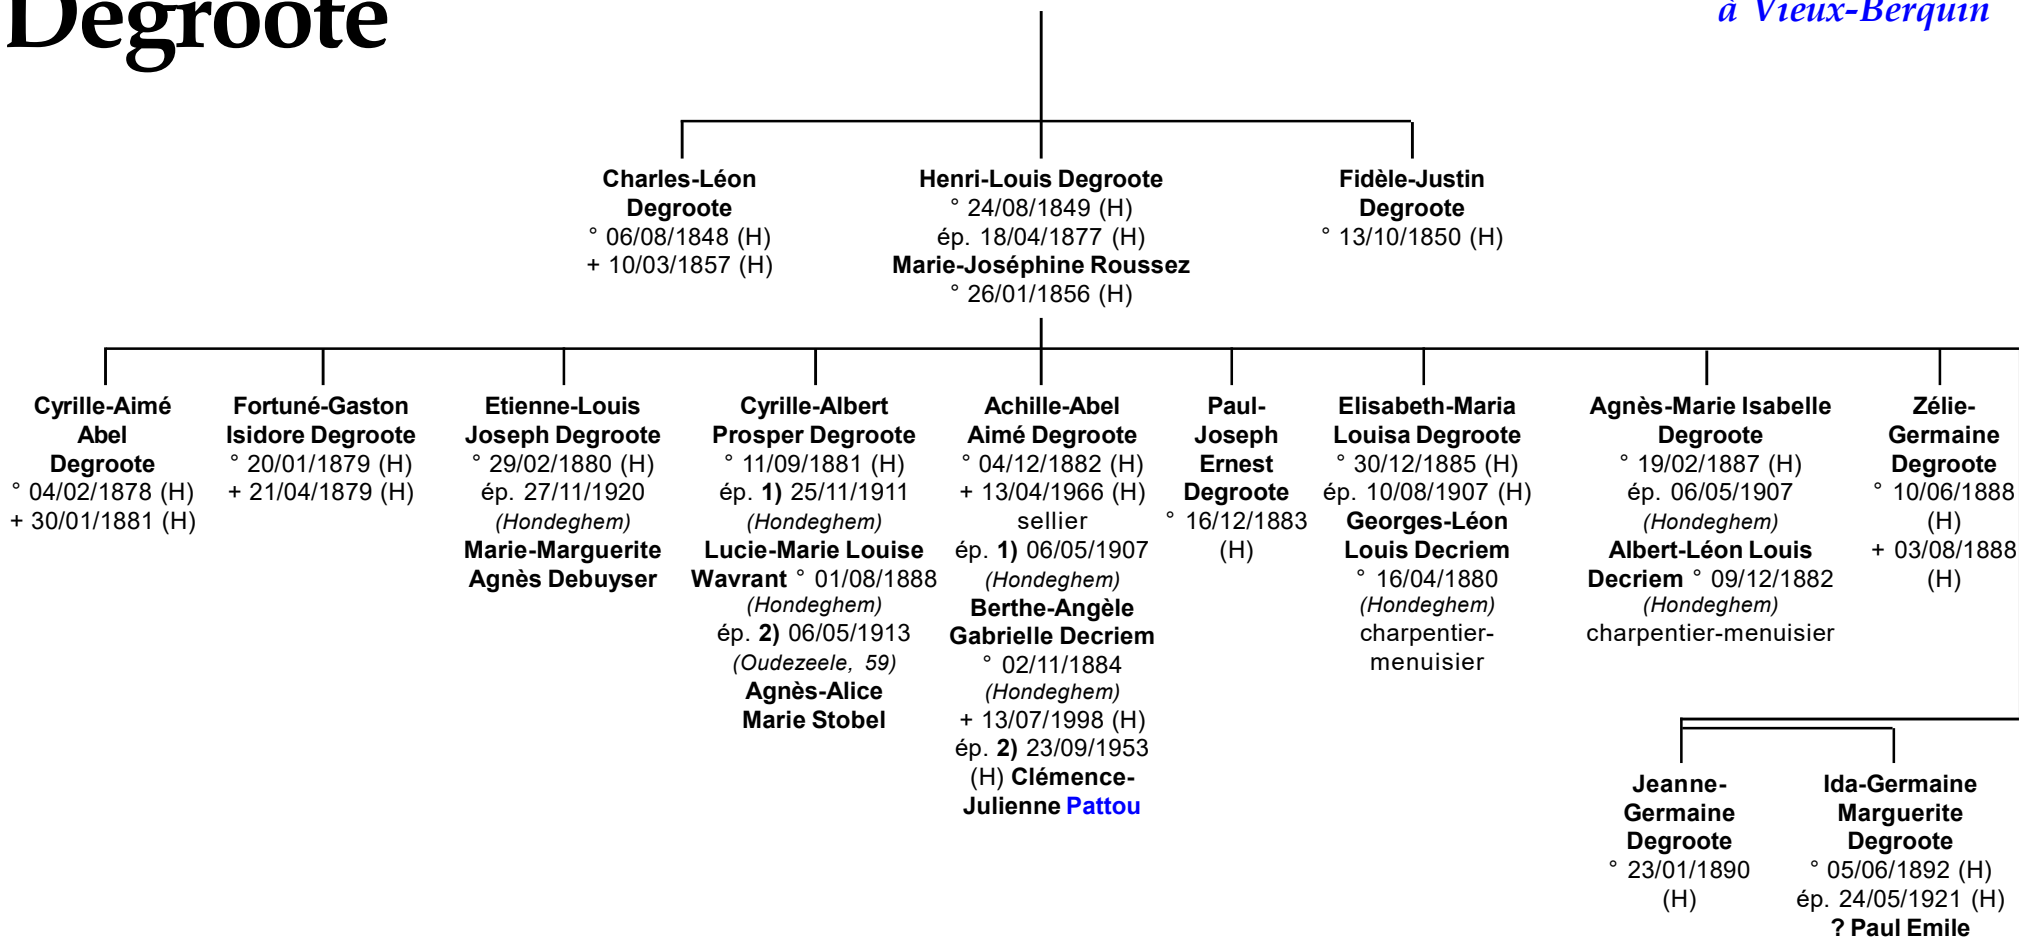 Degroote
à Vieux-Berquin
Charles-Léon
Degroote
° 06/08/1848 (H)
+ 10/03/1857 (H)
Henri-Louis Degroote
° 24/08/1849 (H)
ép. 18/04/1877 (H)
Marie-Joséphine Roussez
° 26/01/1856 (H)
Fidèle-Justin
Degroote
° 13/10/1850 (H)
Cyrille-Aimé
Abel
Degroote
° 04/02/1878 (H)
+ 30/01/1881 (H)
Fortuné-Gaston
Isidore Degroote
° 20/01/1879 (H)
+ 21/04/1879 (H)
Etienne-Louis
Joseph Degroote
° 29/02/1880 (H)
ép. 27/11/1920
(Hondeghem)
Marie-Marguerite
Agnès Debuyser
Cyrille-Albert
Prosper Degroote
° 11/09/1881 (H)
ép. 1) 25/11/1911
(Hondeghem)
Lucie-Marie Louise
Wavrant ° 01/08/1888
(Hondeghem)
ép. 2) 06/05/1913
(Oudezeele, 59)
Agnès-Alice
Marie Stobel
Achille-Abel
Aimé Degroote
° 04/12/1882 (H)
+ 13/04/1966 (H)
sellier
ép. 1) 06/05/1907
(Hondeghem)
Berthe-Angèle
Gabrielle Decriem
° 02/11/1884
(Hondeghem)
+ 13/07/1998 (H)
ép. 2) 23/09/1953
(H) Clémence-
Julienne Pattou
Paul-
Joseph
Ernest
Degroote
° 16/12/1883
(H)
Elisabeth-Maria
Louisa Degroote
° 30/12/1885 (H)
ép. 10/08/1907 (H)
Georges-Léon
Louis Decriem
° 16/04/1880
(Hondeghem)
charpentier-
menuisier
Agnès-Marie Isabelle
Degroote
° 19/02/1887 (H)
ép. 06/05/1907
(Hondeghem)
Albert-Léon Louis
Decriem ° 09/12/1882
(Hondeghem)
charpentier-menuisier
Zélie-
Germaine
Degroote
° 10/06/1888
(H)
+ 03/08/1888
(H)
Jeanne-
Germaine
Degroote
° 23/01/1890
(H)
Ida-Germaine
Marguerite
Degroote
° 05/06/1892 (H)
ép. 24/05/1921 (H)
? Paul Emile